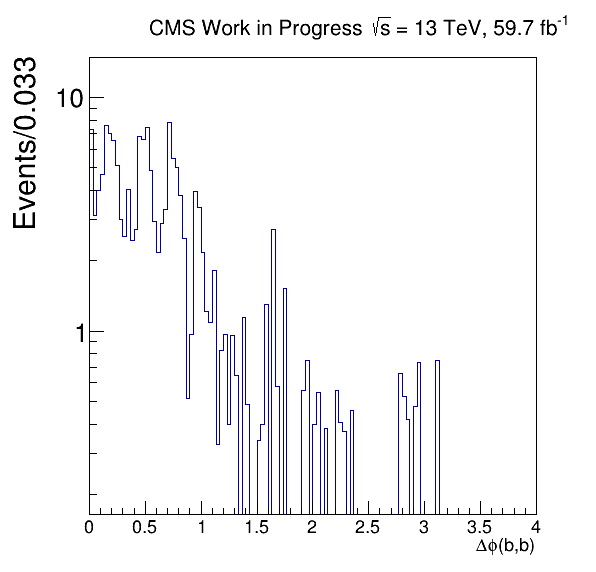 CMS Work in Progress √s = 13 TeV, 59.7 fb⁻¹
Events/0.033
10
1
0 0.5 1 1.5 2 2.5 3 3.5 4
Δϕ(b,b)